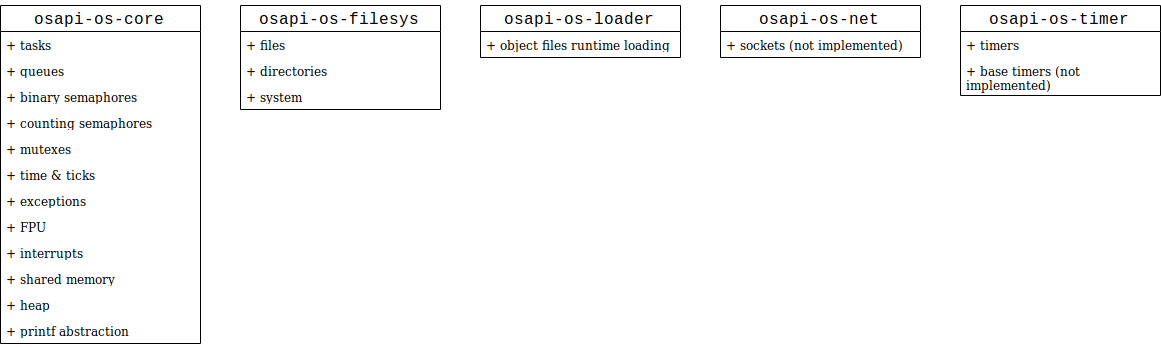 osapi-os-core
+ tasks
+ queues
+ binary semaphores
+ counting semaphores
+ mutexes
+ time & ticks
+ exceptions
+ FPU
+ interrupts
+ shared memory
+ heap
+ printf abstraction
osapi-os-filesys
+ files
+ directories
+ system
osapi-os-loader
+ object files runtime loading
osapi-os-net
+ sockets (not implemented)
osapi-os-timer
+ timers
+ base timers (not
implemented)